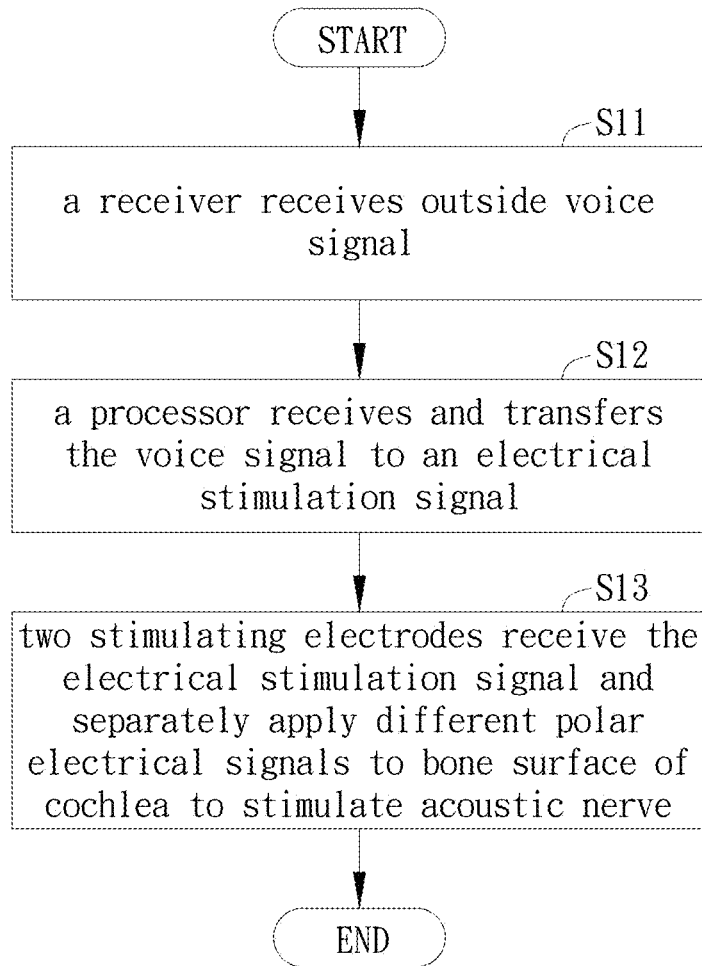 START
S11
a receiver receives outside voice
signal
S12
a processor receives and transfers
the voice signal to an electrical
stimulation signal
S13
two stimulating electrodes receive the
electrical stimulation signal and
separately apply different polar
electrical signals to bone surface of
cochlea to stimulate acoustic nerve
END